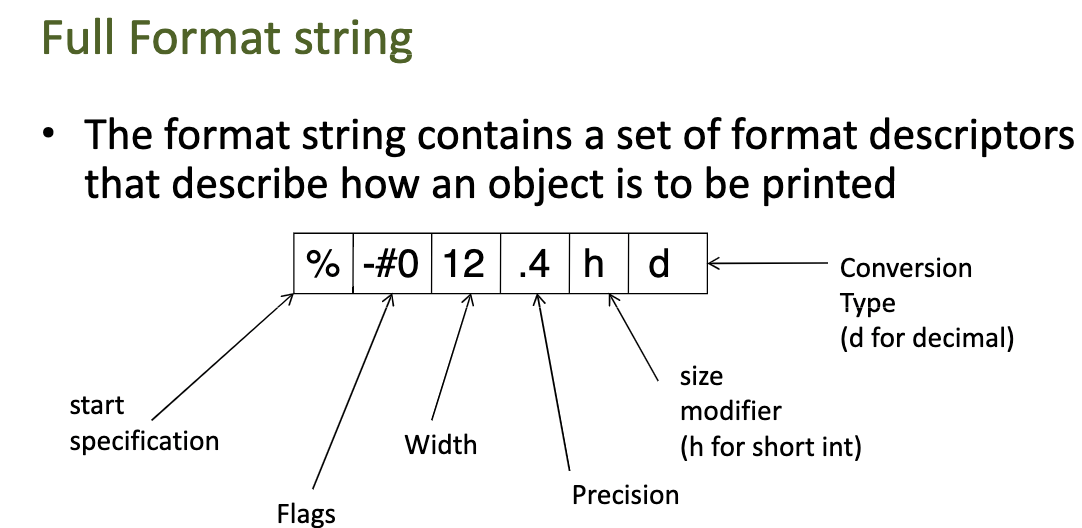 Full Format string
• The format string contains a set of format descriptors
that describe how an object is to be printed
% -#0 12 .4 h d
Conversion
Type
(d for decimal)
size
modifier
(h for short int)
start
specification
Width
Precision
Flags